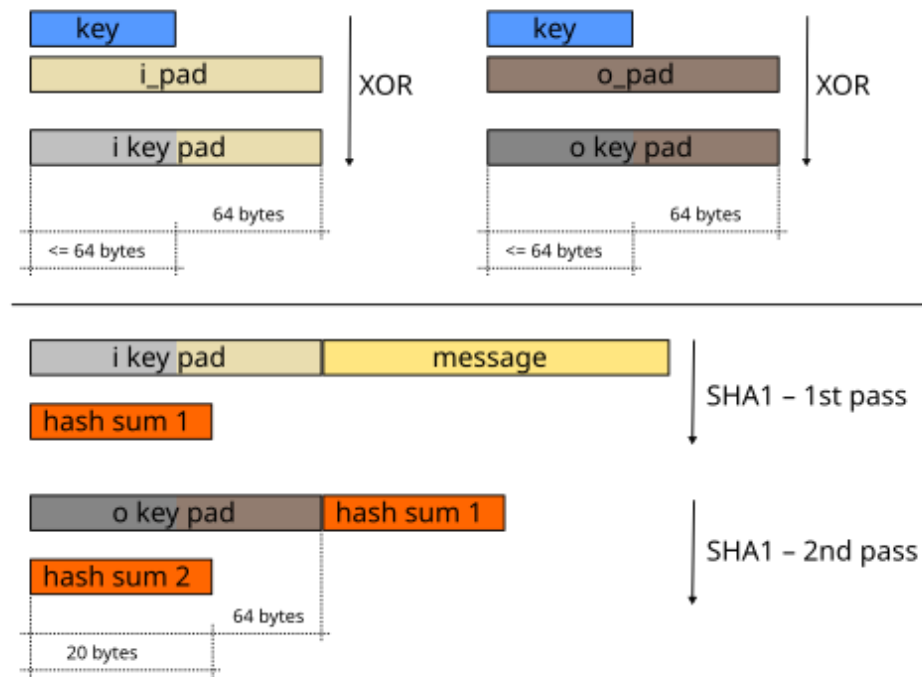 key
key
i_pad
o_pad
XOR
XOR
i key pad
o key pad
64 bytes
64 bytes
<= 64 bytes
<= 64 bytes
i key pad
message
SHA1 – 1st pass
hash sum 1
o key pad
hash sum 1
SHA1 – 2nd pass
hash sum 2
64 bytes
20 bytes